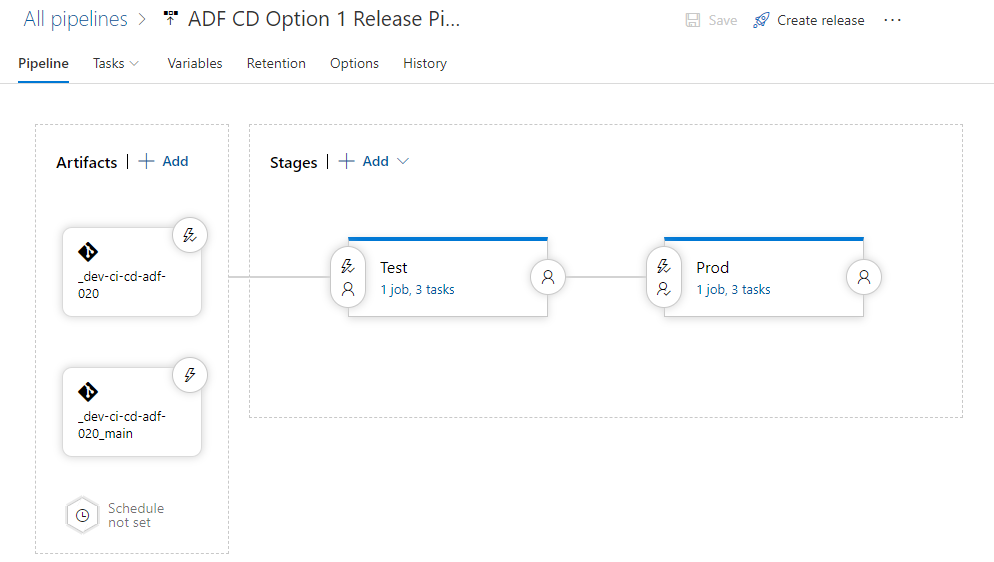 All pipelines > ADF CD Option 1 Release Pi...
Save
Create release
...
Pipeline
Tasks
Variables
Retention
Options
History
Artifacts | + Add
Stages | + Add
_dev-ci-cd-adf-
020
Test
1 job, 3 tasks
Prod
1 job, 3 tasks
_dev-ci-cd-adf-
020_main
Schedule
not set